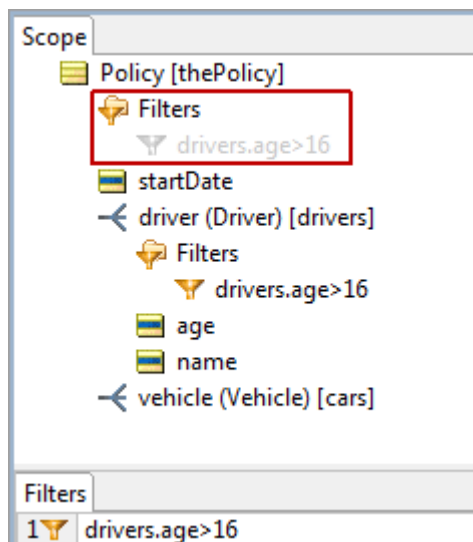 Scope
Policy [thePolicy]
Filters
drivers.age>16
startDate
driver (Driver) [drivers]
Filters
drivers.age>16
age
name
vehicle (Vehicle) [cars]
Filters
1 drivers.age>16